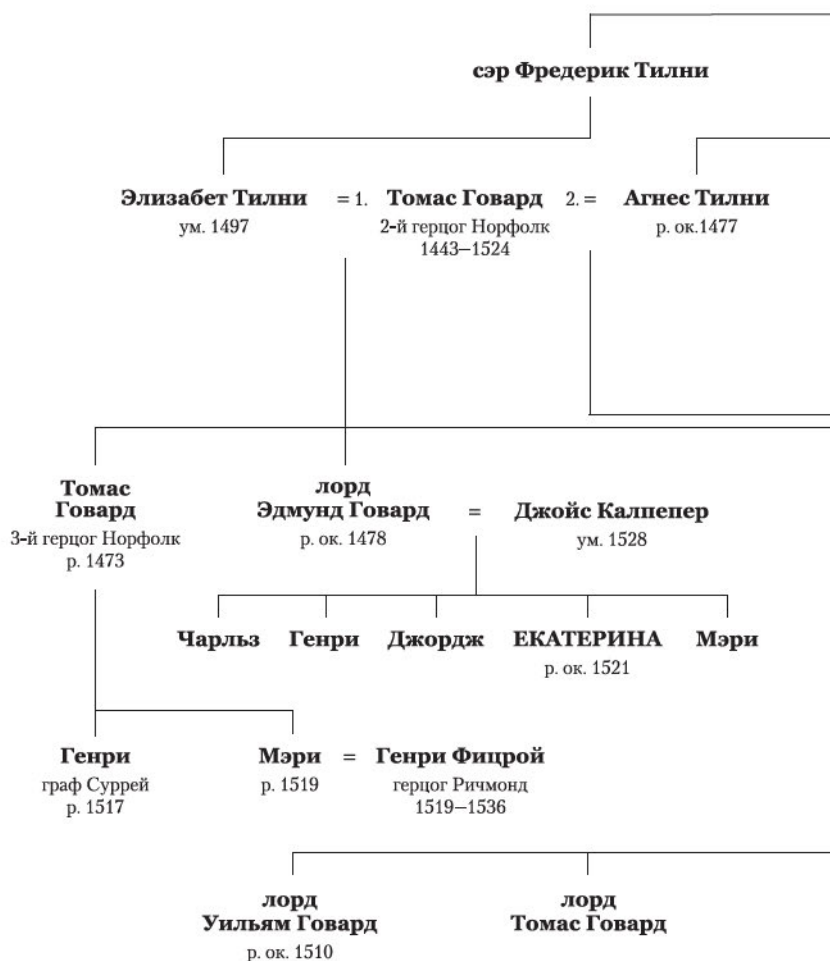 сэр Фредерик Тилни
Элизабет Тилни = 1. Томас Говард 2. = Агнес Тилни
ум. 1497 2-й герцог Норфолк р. ок.1477
1443–1524
Томас лорд
Говард Эдмунд Говард = Джойс Калпепер
3-й герцог Норфолк р. ок. 1478 ум. 1528
р. 1473
Чарльз Генри Джордж ЕКАТЕРИНА Мэри
р. ок. 1521
Генри Мэри = Генри Фицрой
граф Суррей р. 1519 герцог Ричмонд
р. 1517 1519–1536
лорд лорд
Уильям Говард Томас Говард
р. ок. 1510